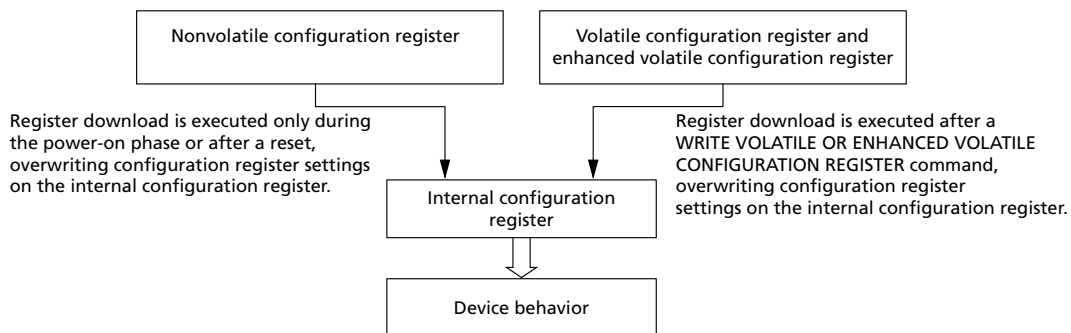 Nonvolatile configuration register
Volatile configuration register and
enhanced volatile configuration register
Register download is executed only during
the power-on phase or after a reset,
overwriting configuration register settings
on the internal configuration register.
Register download is executed after a
WRITE VOLATILE OR ENHANCED VOLATILE
CONFIGURATION REGISTER command,
overwriting configuration register
settings on the internal configuration register.
Internal configuration
register
Device behavior